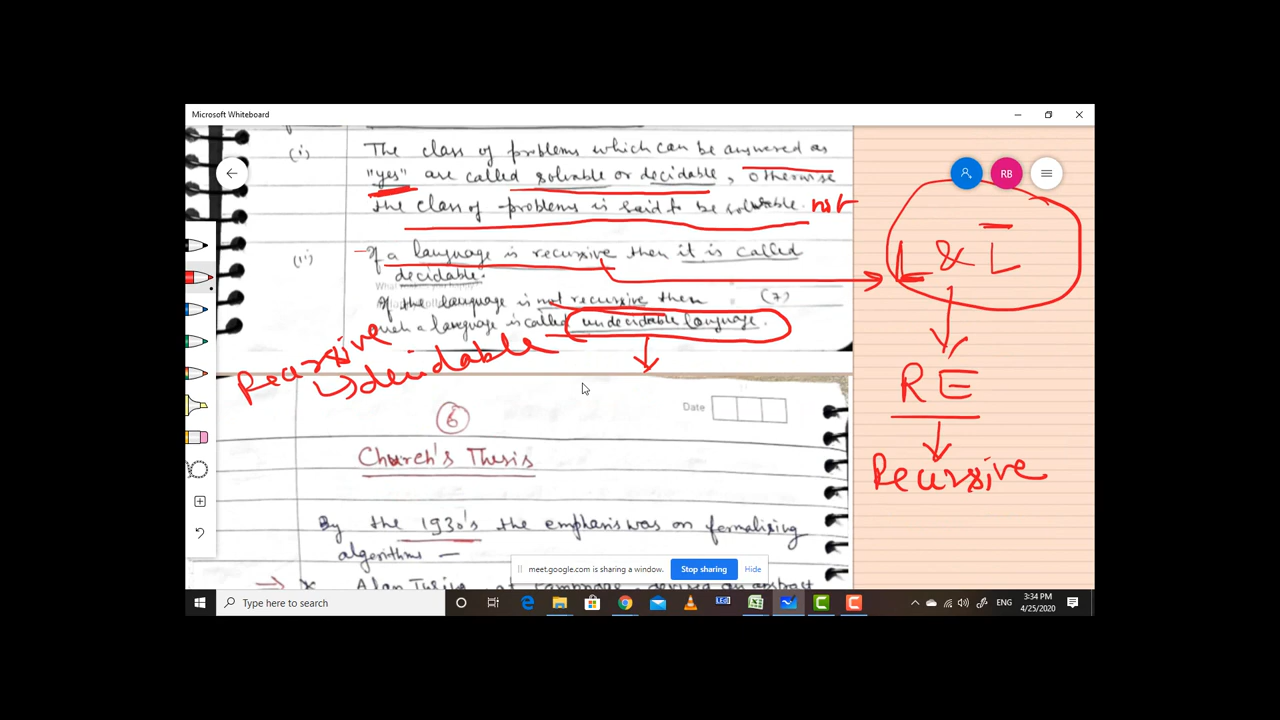 Microsoft Whiteboard
(i) The class of problems which can be answered as
"yes" are called solvable or decidable, otherwise
the class of problems is said to be solvable. not
(ii) - If a language is recursive then it is called
decidable.
If the language is not recursive then (7)
such a language is called undecidable language.
Recursive
decidable
RB
L & L̅
RE
Recursive
6
Date
Church's Thesis
By the 1930's the emphasis was on formalising
algorithms —
Alan Turing at
meet.google.com is sharing a window. Stop sharing Hide
Type here to search
ENG
3:34 PM
4/25/2020